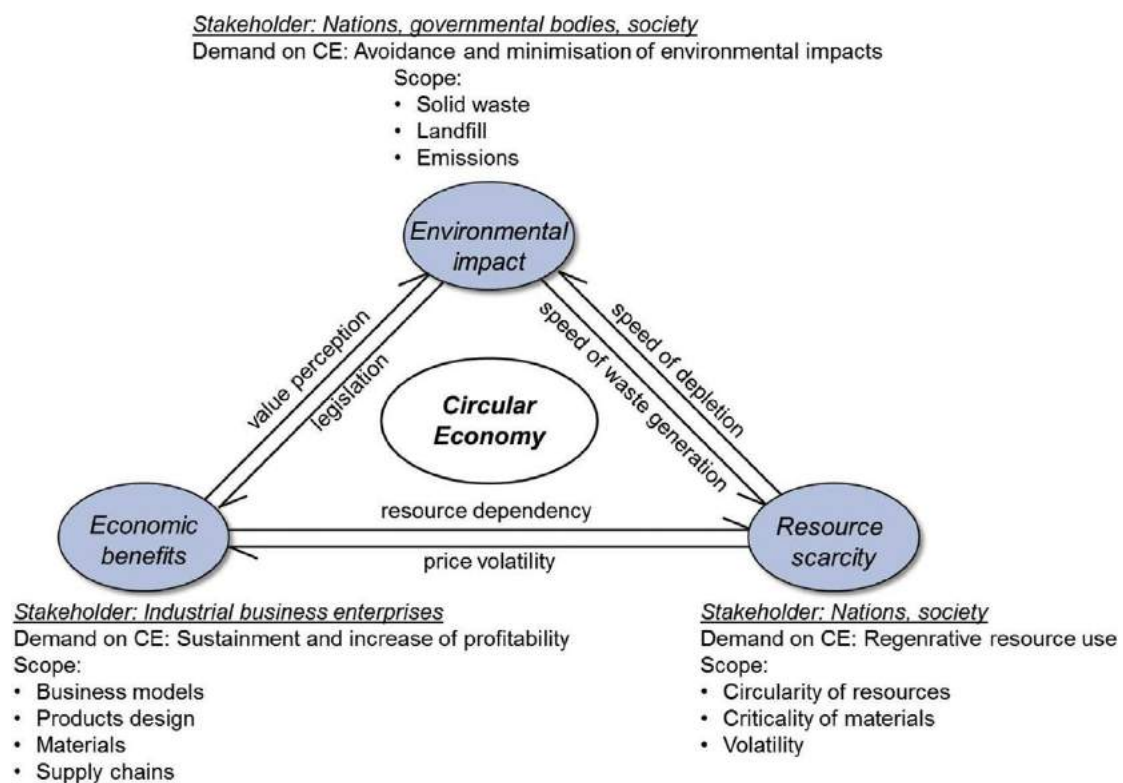 Stakeholder: Nations, governmental bodies, society
Demand on CE: Avoidance and minimisation of environmental impacts
Scope:
• Solid waste
• Landfill
• Emissions
Environmental
impact
value perception
legislation
speed of waste generation
speed of depletion
Circular
Economy
resource dependency
price volatility
Economic
benefits
Resource
scarcity
Stakeholder: Industrial business enterprises
Demand on CE: Sustainment and increase of profitability
Scope:
• Business models
• Products design
• Materials
• Supply chains
Stakeholder: Nations, society
Demand on CE: Regenrative resource use
Scope:
• Circularity of resources
• Criticality of materials
• Volatility